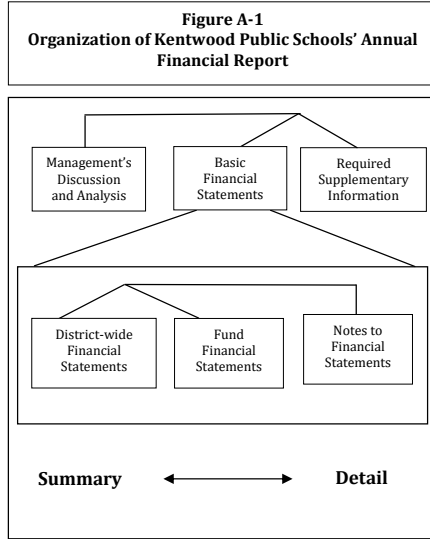 Figure A-1
Organization of Kentwood Public Schools’ Annual
Financial Report
Management’s
Discussion
and Analysis
Basic
Financial
Statements
Required
Supplementary
Information
District-wide
Financial
Statements
Fund
Financial
Statements
Notes to
Financial
Statements
Summary
Detail